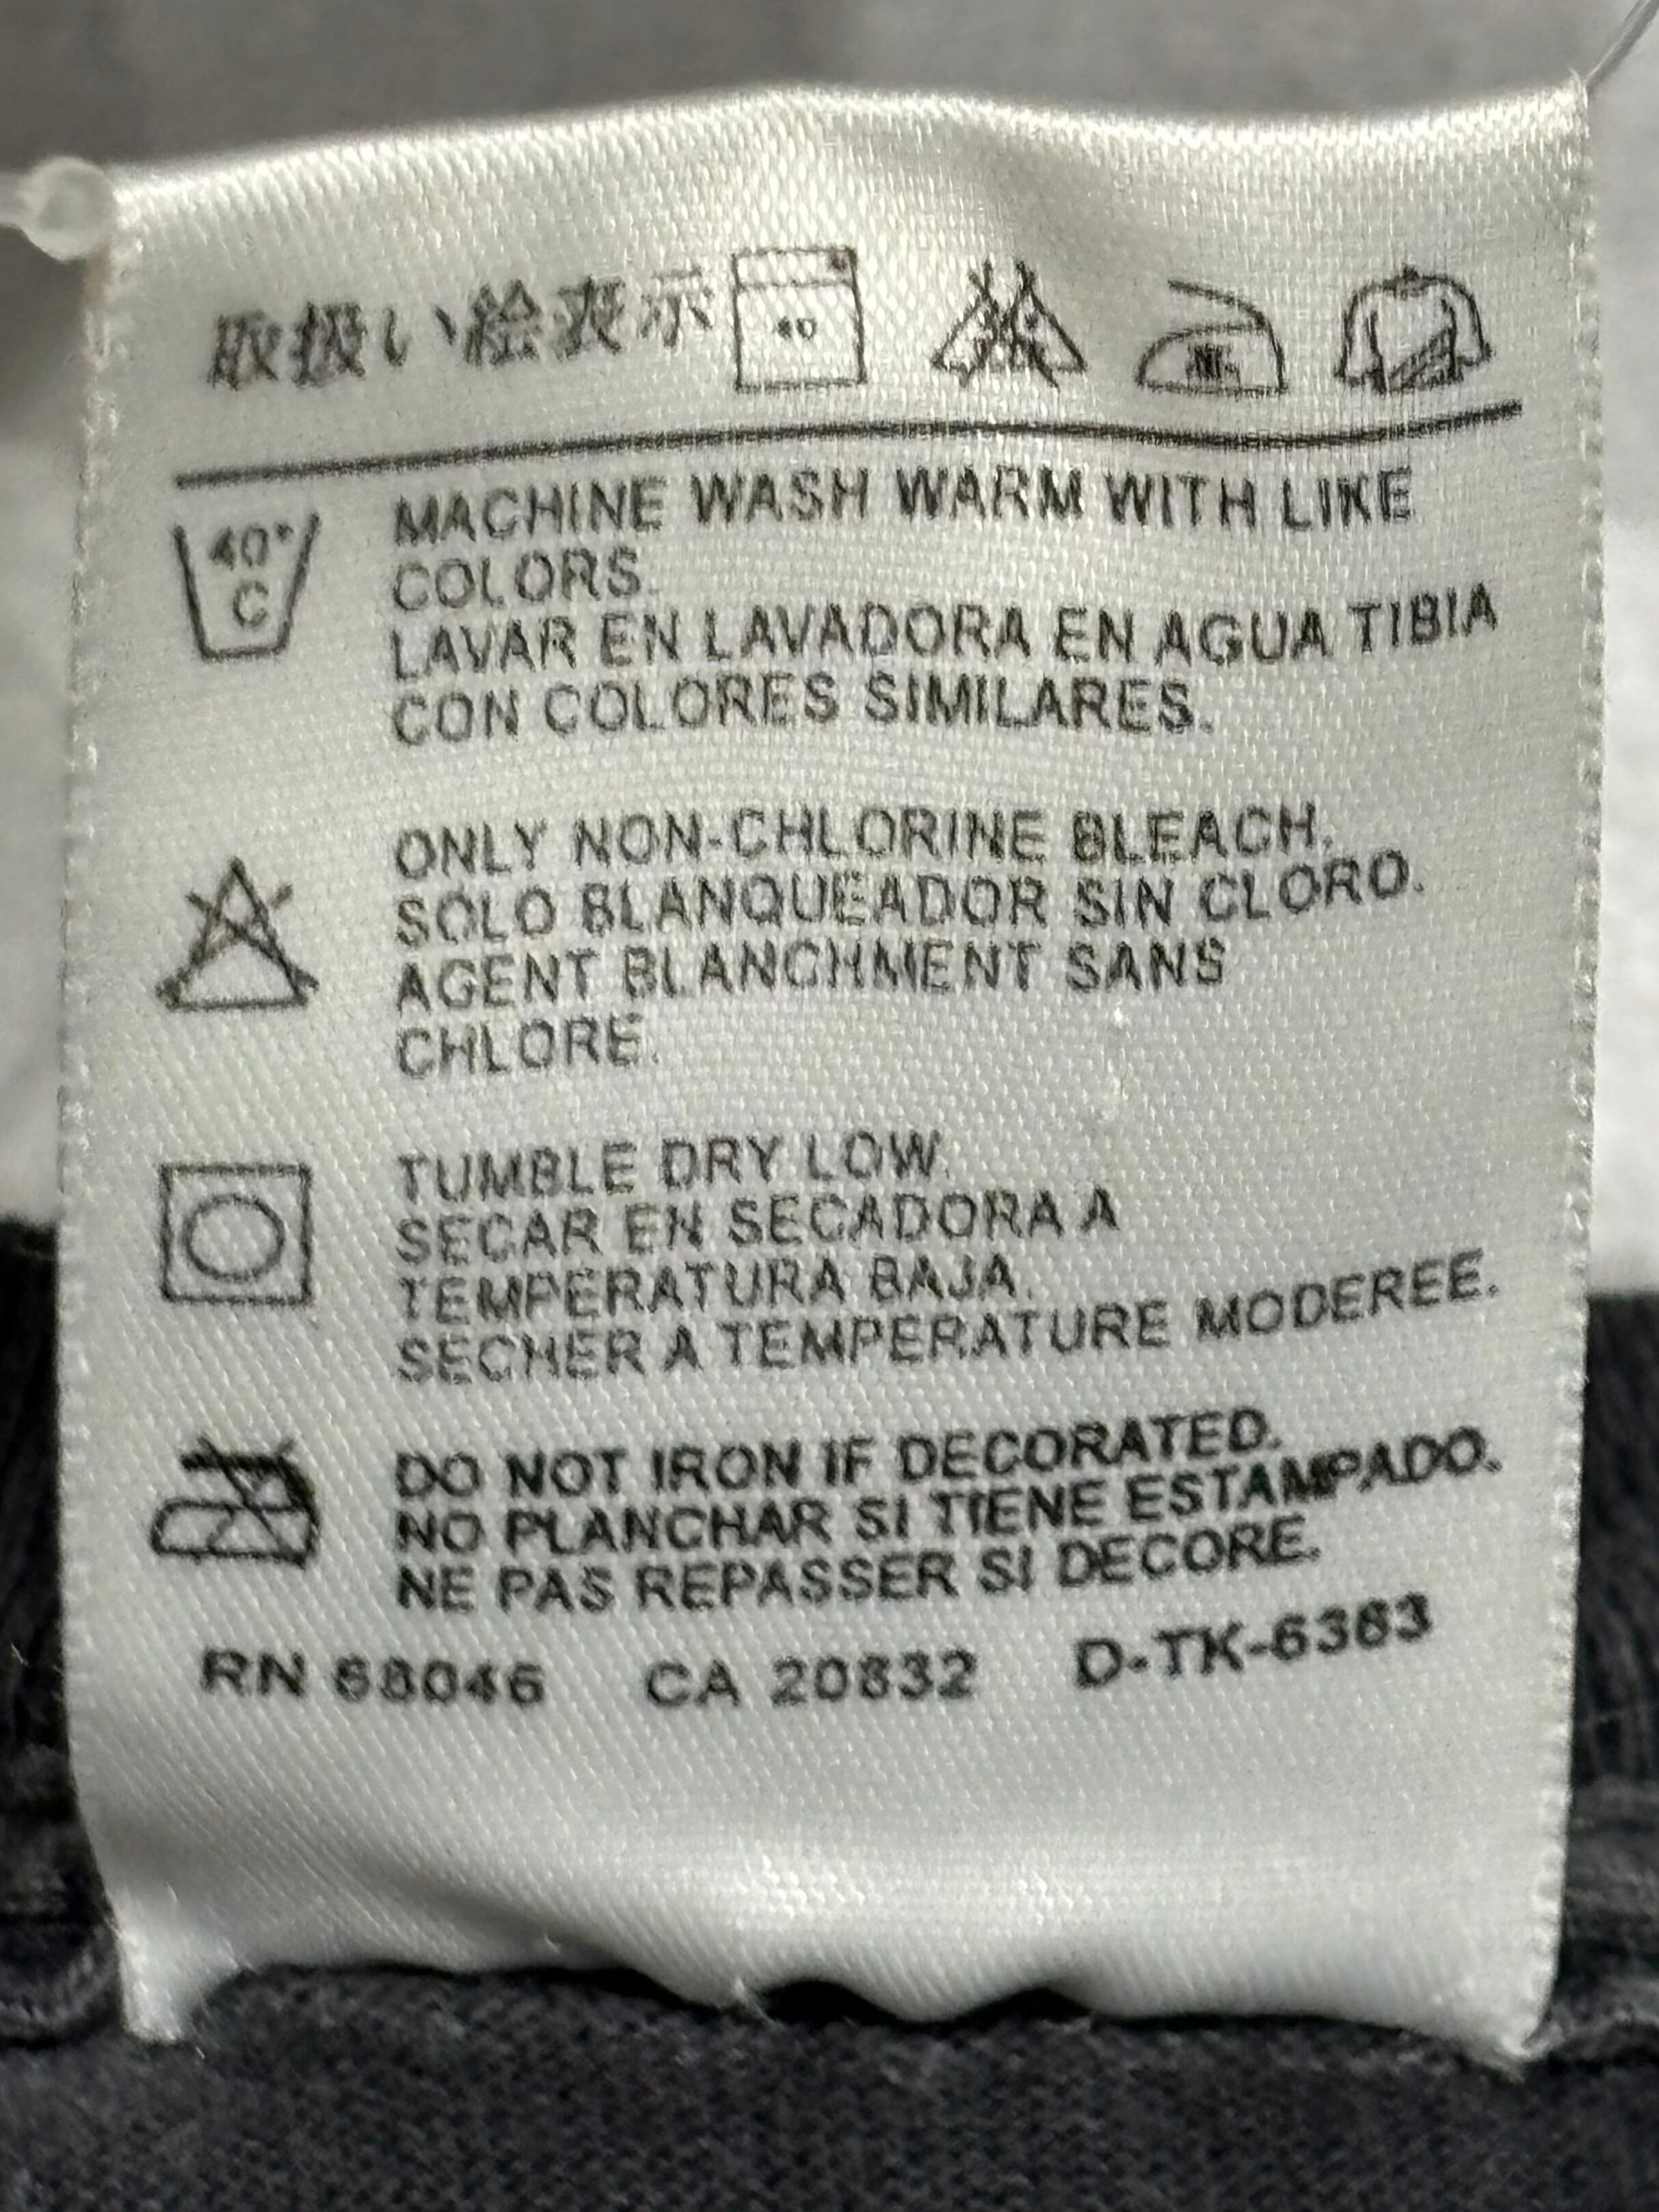 取扱い絵表示 40
40°C
MACHINE WASH WARM WITH LIKE
COLORS.
LAVAR EN LAVADORA EN AGUA TIBIA
CON COLORES SIMILARES.
ONLY NON-CHLORINE BLEACH.
SOLO BLANQUEADOR SIN CLORO.
AGENT BLANCHMENT SANS
CHLORE.
TUMBLE DRY LOW.
SECAR EN SECADORA A
TEMPERATURA BAJA.
SECHER A TEMPERATURE MODEREE.
DO NOT IRON IF DECORATED.
NO PLANCHAR SI TIENE ESTAMPADO.
NE PAS REPASSER SI DECORE.
RN CA D-TK-6363